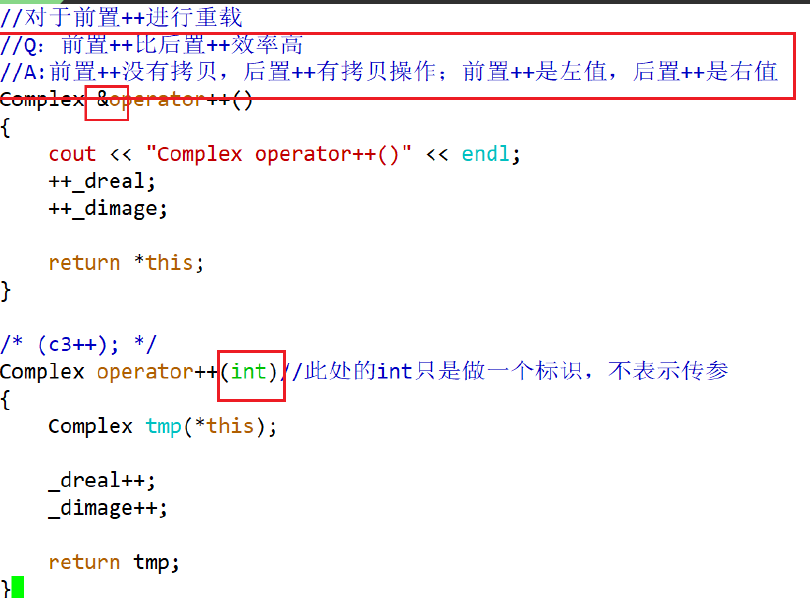 //对于前置++进行重载
//Q: 前置++比后置++效率高
//A:前置++没有拷贝，后置++有拷贝操作；前置++是左值，后置++是右值
Complex &operator++()
{
    cout << "Complex operator++()" << endl;
    ++_dreal;
    ++_dimage;
    return *this;
}
/* (c3++); */
Complex operator++(int)//此处的int只是做一个标识，不表示传参
{
    Complex tmp(*this);
    _dreal++;
    _dimage++;
    return tmp;
}